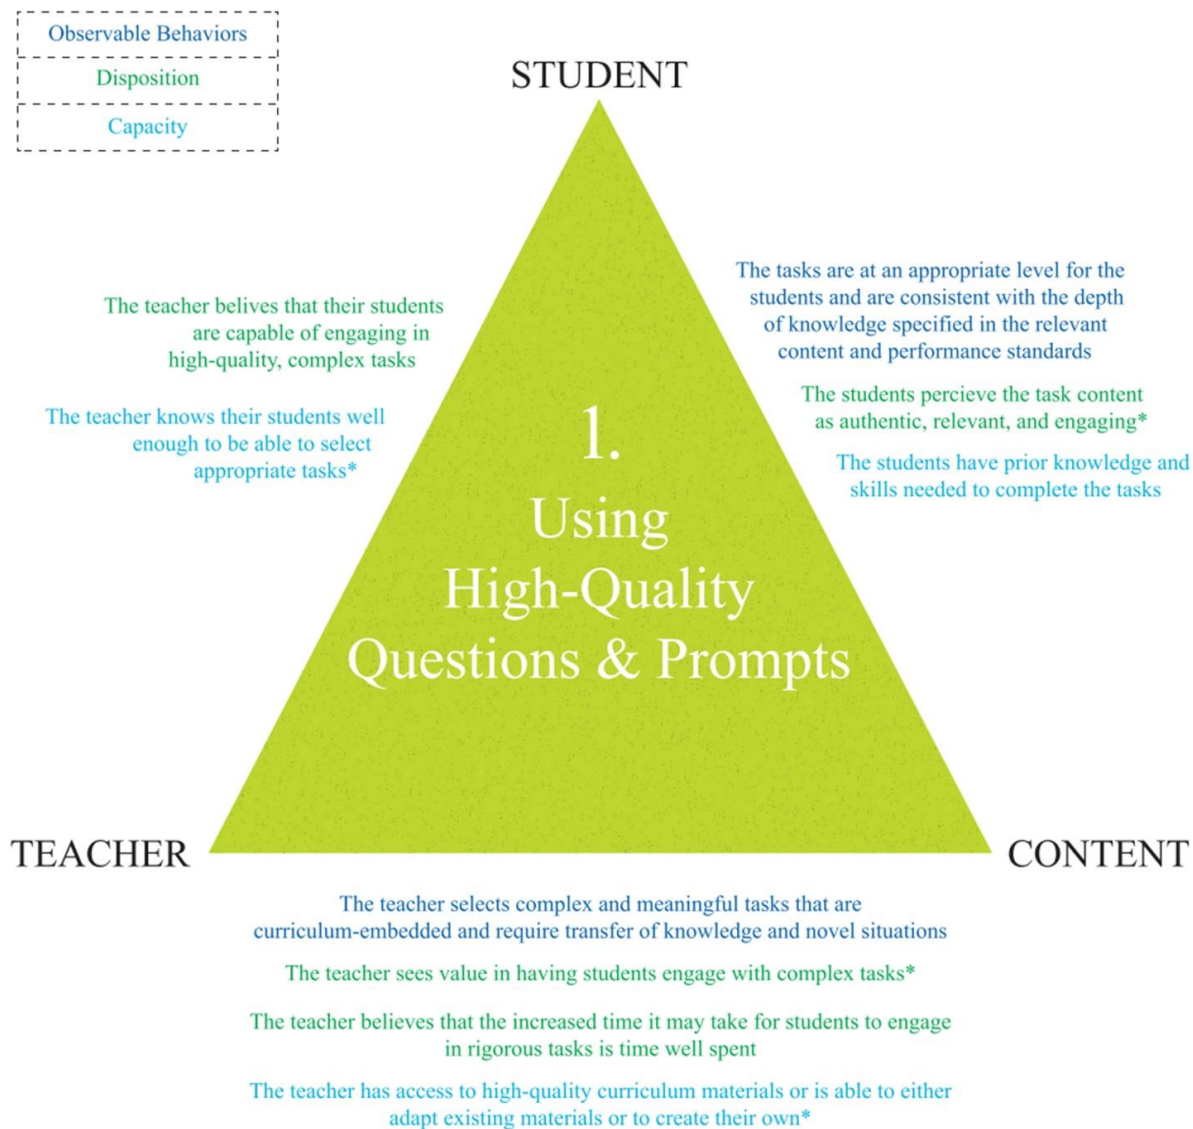 Observable Behaviors
Disposition
Capacity
STUDENT
The teacher belives that their students
are capable of engaging in
high-quality, complex tasks
The teacher knows their students well
enough to be able to select
appropriate tasks*
The tasks are at an appropriate level for the
students and are consistent with the depth
of knowledge specified in the relevant
content and performance standards
The students percieve the task content
as authentic, relevant, and engaging*
The students have prior knowledge and
skills needed to complete the tasks
1.
Using
High-Quality
Questions & Prompts
TEACHER
CONTENT
The teacher selects complex and meaningful tasks that are
curriculum-embedded and require transfer of knowledge and novel situations
The teacher sees value in having students engage with complex tasks*
The teacher believes that the increased time it may take for students to engage
in rigorous tasks is time well spent
The teacher has access to high-quality curriculum materials or is able to either
adapt existing materials or to create their own*